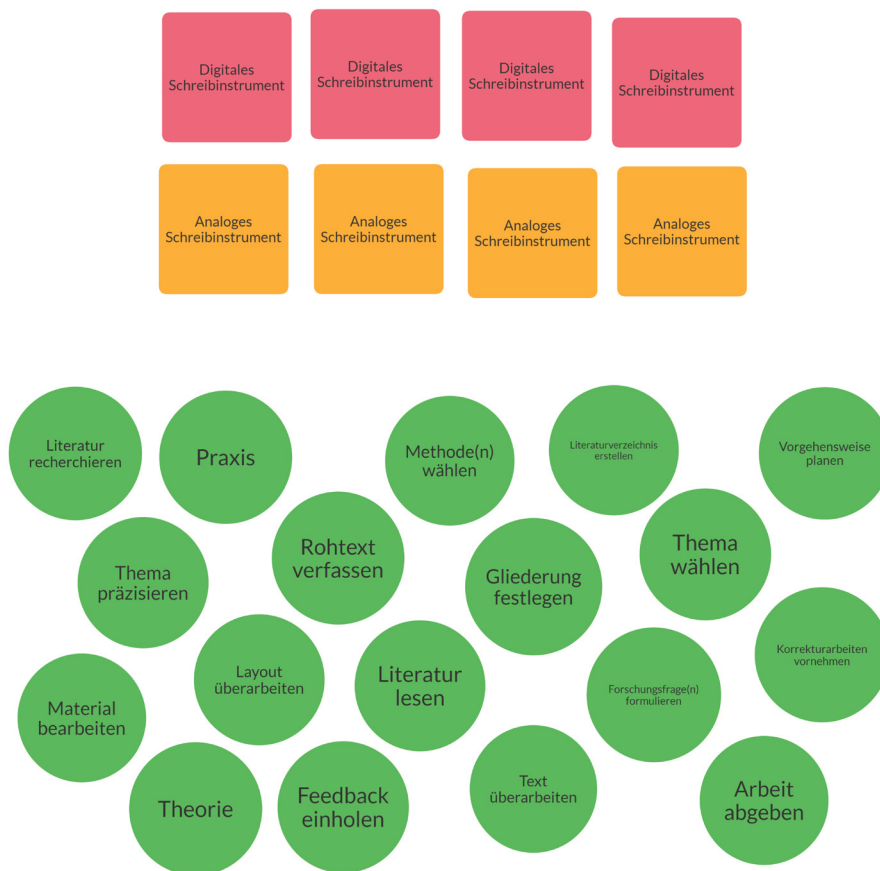 Digitales
Schreibinstrument
Digitales
Schreibinstrument
Digitales
Schreibinstrument
Digitales
Schreibinstrument
Analoges
Schreibinstrument
Analoges
Schreibinstrument
Analoges
Schreibinstrument
Analoges
Schreibinstrument
Literatur
recherchieren
Praxis
Methode(n)
wählen
Literaturverzeichnis
erstellen
Vorgehensweise
planen
Thema
präzisieren
Rohtext
verfassen
Gliederung
festlegen
Thema
wählen
Material
bearbeiten
Layout
überarbeiten
Literatur
lesen
Forschungsfrage(n)
formulieren
Korrekturarbeiten
vornehmen
Theorie
Feedback
einholen
Text
überarbeiten
Arbeit
abgeben